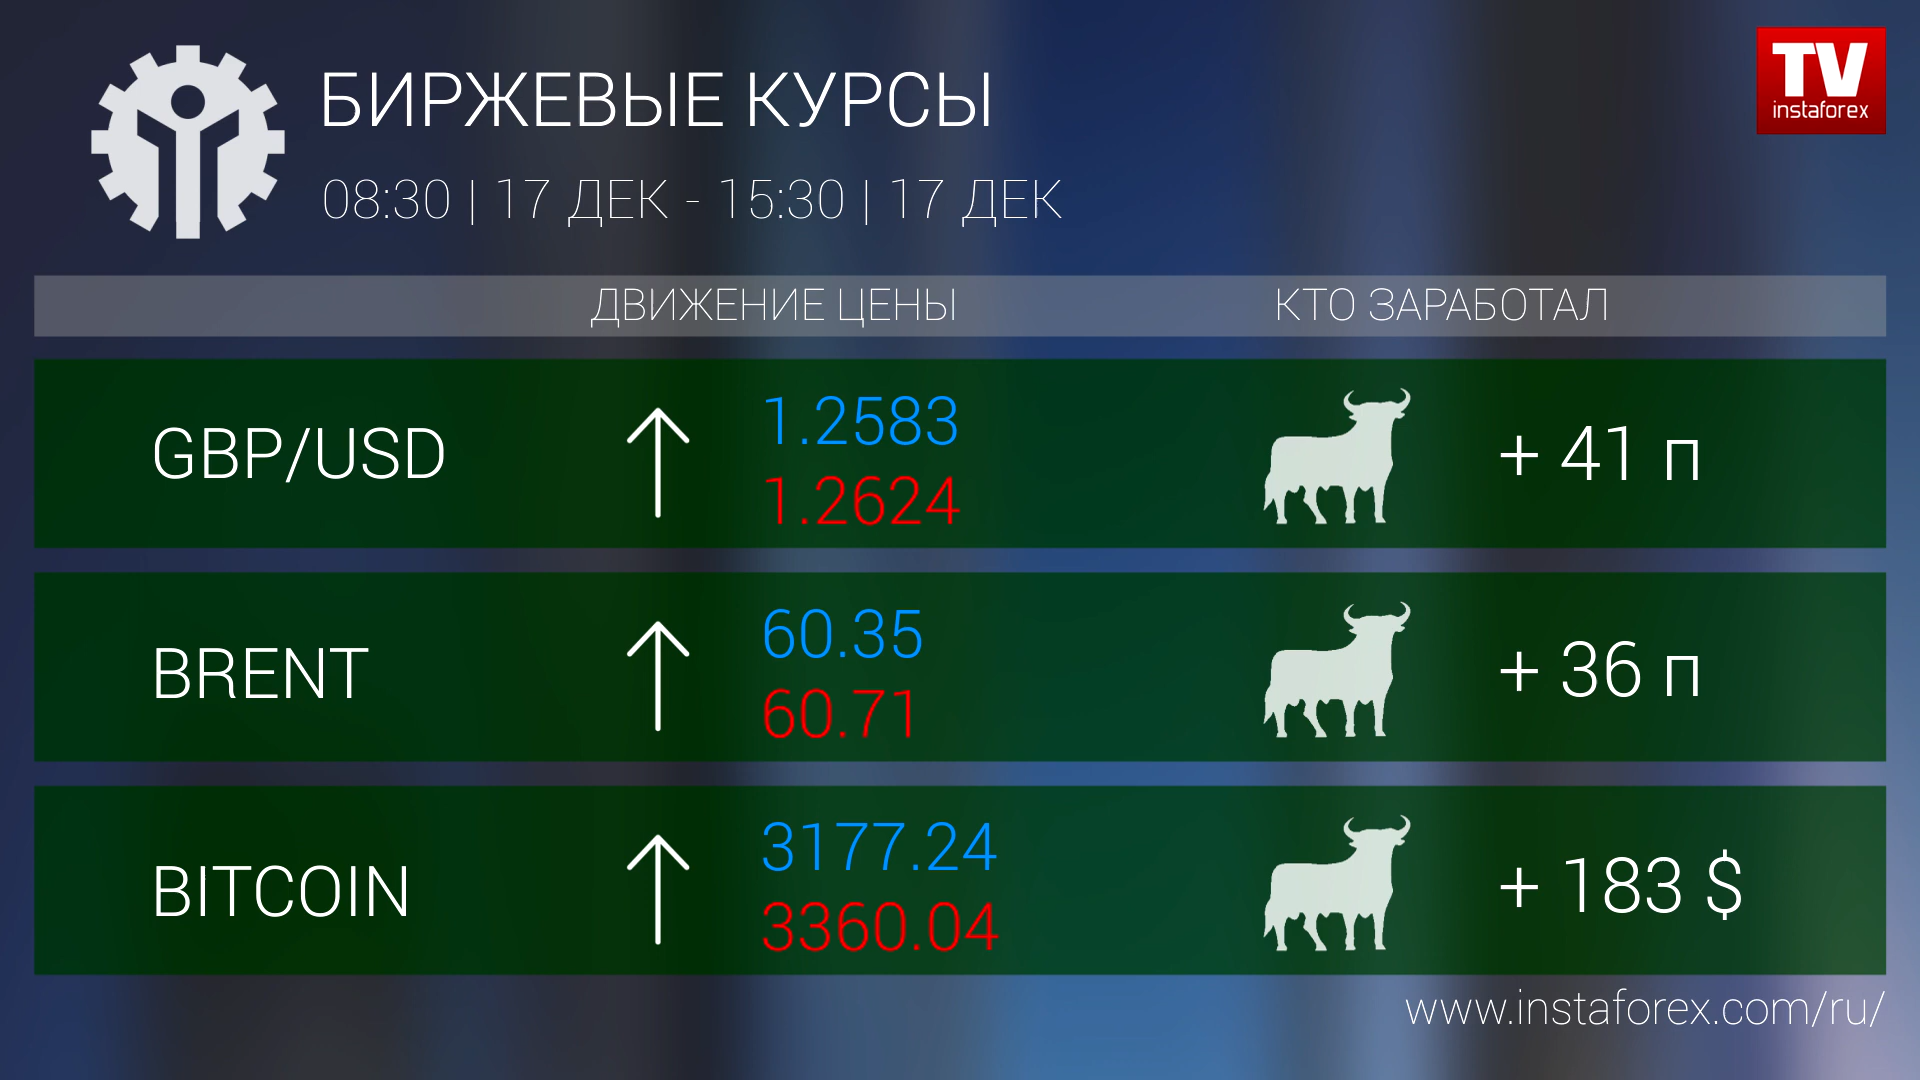 БИРЖЕВЫЕ КУРСЫ
TV
instaforex
08:30 | 17 ДЕК - 15:30 | 17 ДЕК
ДВИЖЕНИЕ ЦЕНЫ
КТО ЗАРАБОТАЛ
GBP/USD
1.2583
1.2624
+ 41 п
BRENT
60.35
60.71
+ 36 п
BITCOIN
3177.24
3360.04
+ 183 $
www.instaforex.com/ru/